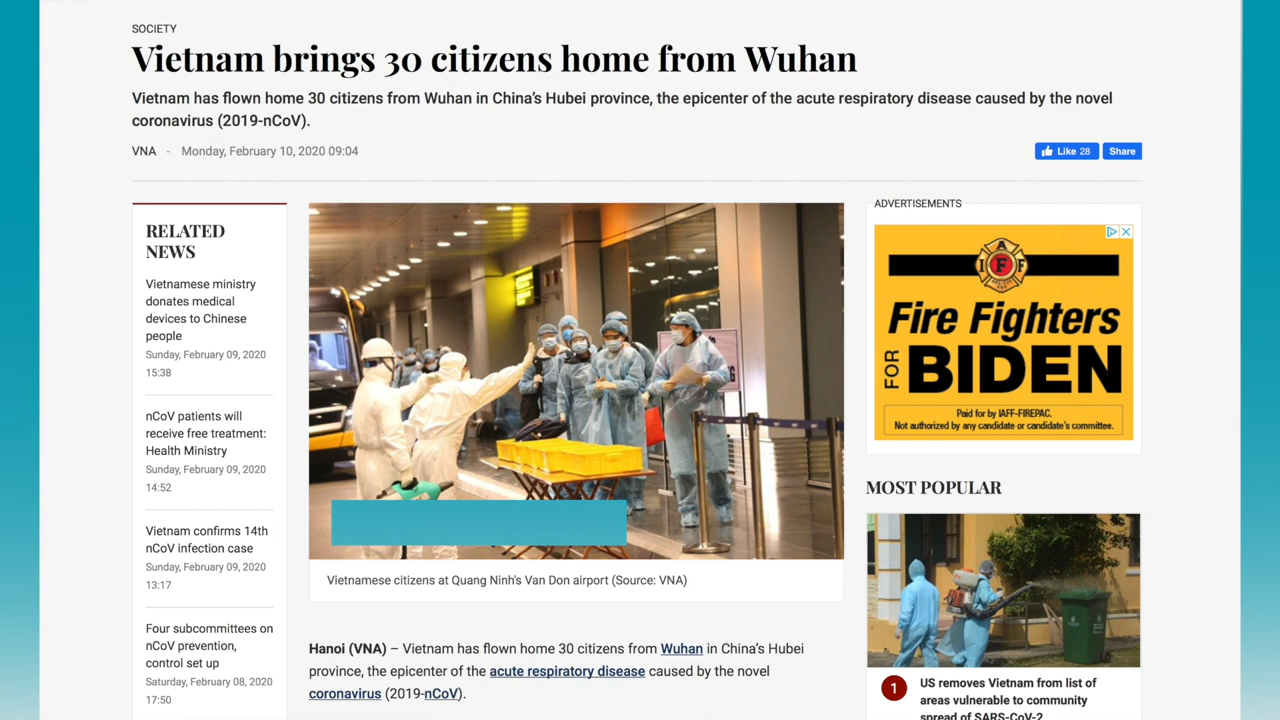 SOCIETY
Vietnam brings 30 citizens home from Wuhan
Vietnam has flown home 30 citizens from Wuhan in China's Hubei province, the epicenter of the acute respiratory disease caused by the novel
coronavirus (2019-nCoV).
VNA - Monday, February 10, 2020 09:04
Like 28 Share
RELATED
NEWS
Vietnamese ministry
donates medical
devices to Chinese
people
Sunday, February 09, 2020
15:38
nCoV patients will
receive free treatment:
Health Ministry
Sunday, February 09, 2020
14:52
Vietnam confirms 14th
nCoV infection case
Sunday, February 09, 2020
13:17
Four subcommittees on
nCoV prevention,
control set up
Saturday, February 08, 2020
17:50
Vietnamese citizens at Quang Ninh's Van Don airport (Source: VNA)
Hanoi (VNA) – Vietnam has flown home 30 citizens from Wuhan in China's Hubei
province, the epicenter of the acute respiratory disease caused by the novel
coronavirus (2019-nCoV).
ADVERTISEMENTS
I A F F
Fire Fighters
FOR BIDEN
Paid for by IAFF-FIREPAC.
Not authorized by any candidate or candidate's committee.
MOST POPULAR
1 US removes Vietnam from list of
areas vulnerable to community
spread of SARS-CoV-2